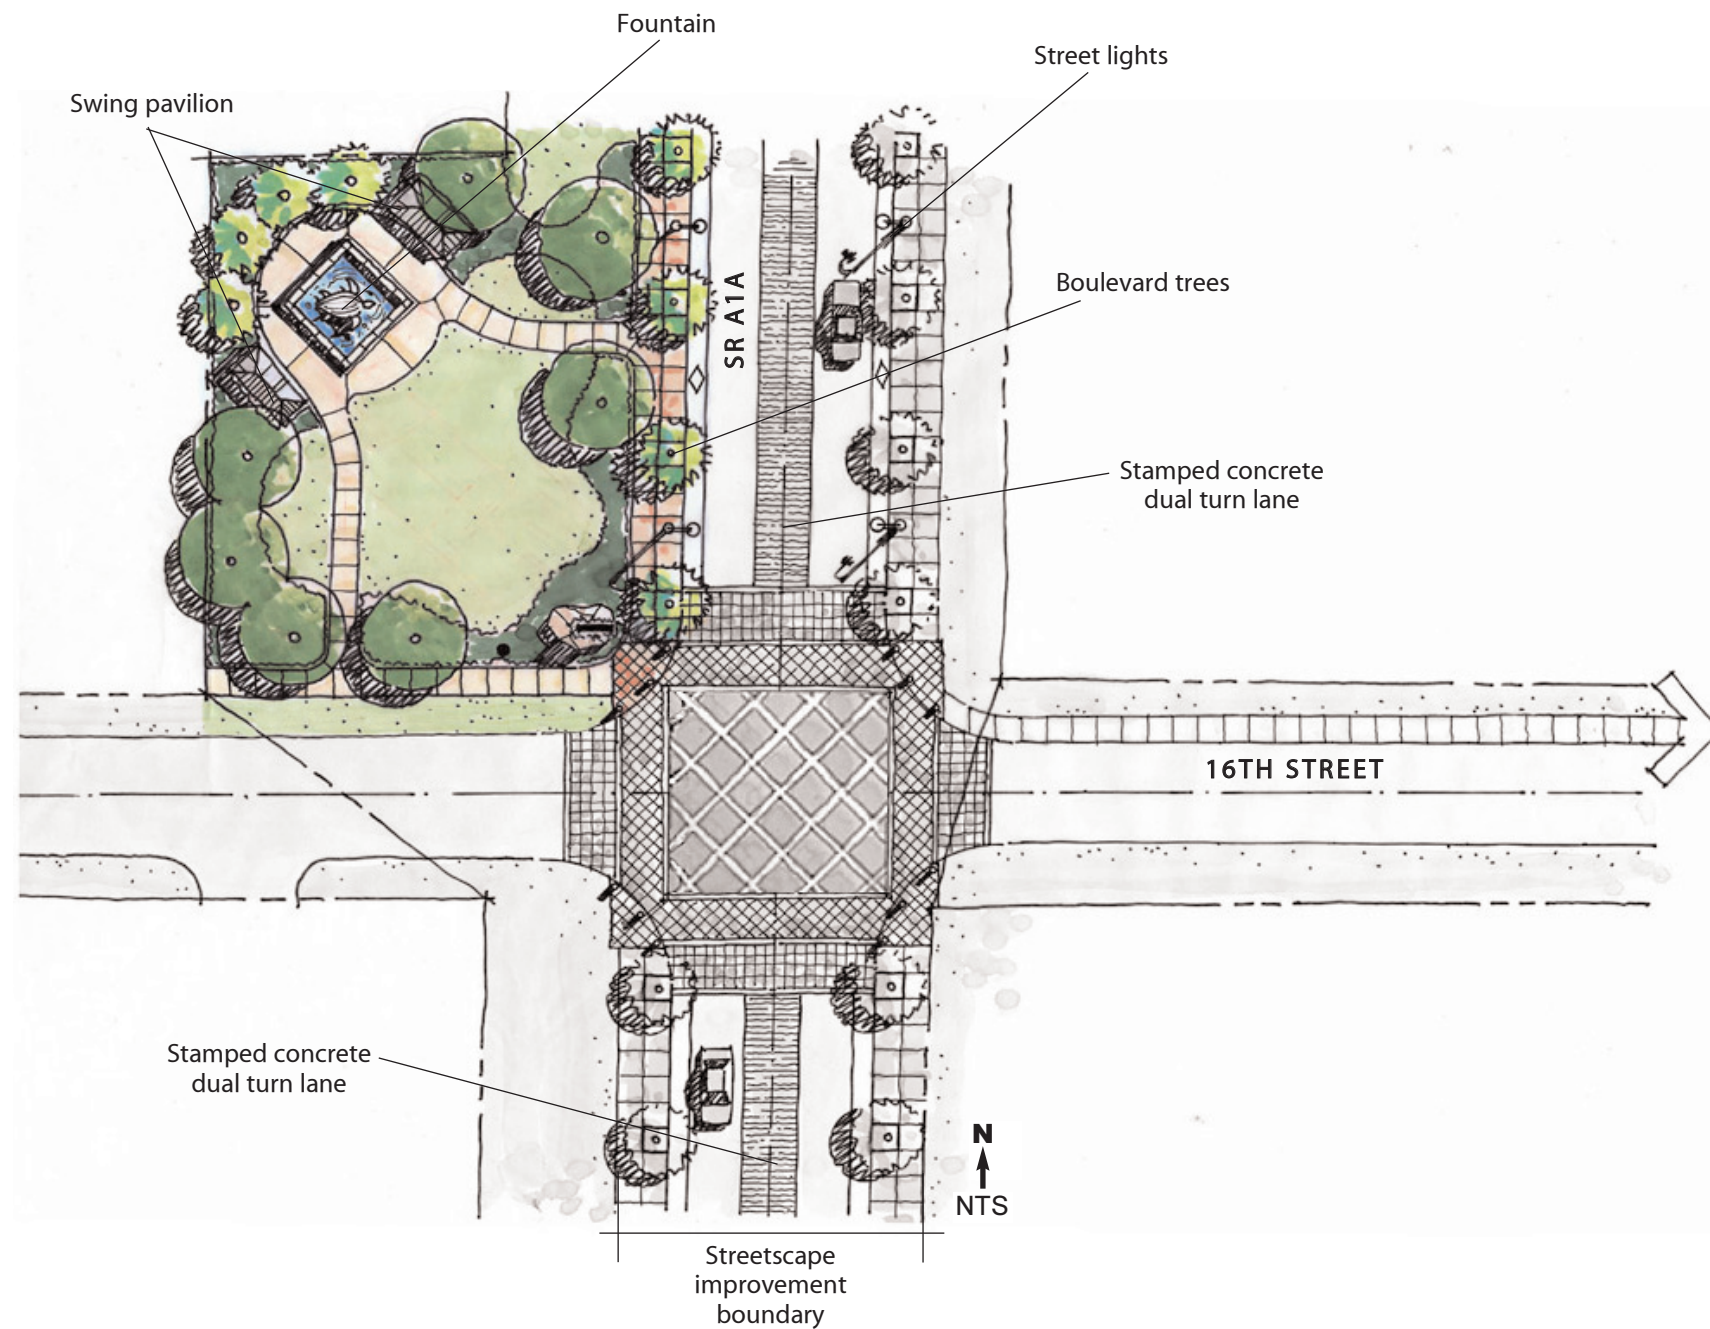 Fountain
Street lights
Swing pavilion
Boulevard trees
SR A1A
Stamped concrete
dual turn lane
16TH STREET
Stamped concrete
dual turn lane
N
NTS
Streetscape
improvement
boundary